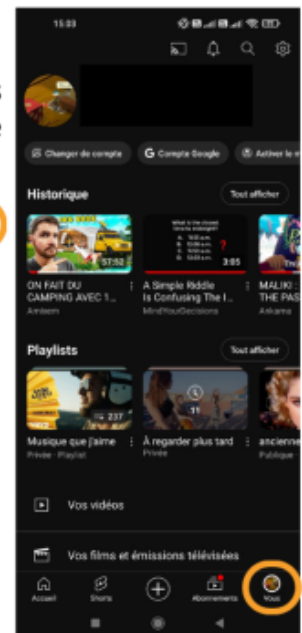 15:03
Changer de compte
Compte Google
Activer le
Historique
Tout afficher
57:52
3:05
ON FAIT DU
CAMPING AVEC 1...
Amixem
A Simple Riddle
Is Confusing The I...
MindYourDecisions
MALIKI :
THE PAS
Ankama
Playlists
Tout afficher
237
11
Musique que j'aime
Privée · Playlist
À regarder plus tard
Privée
ancienne
Publique
Vos vidéos
Vos films et émissions télévisées
Accueil
Shorts
Abonnements
Vous